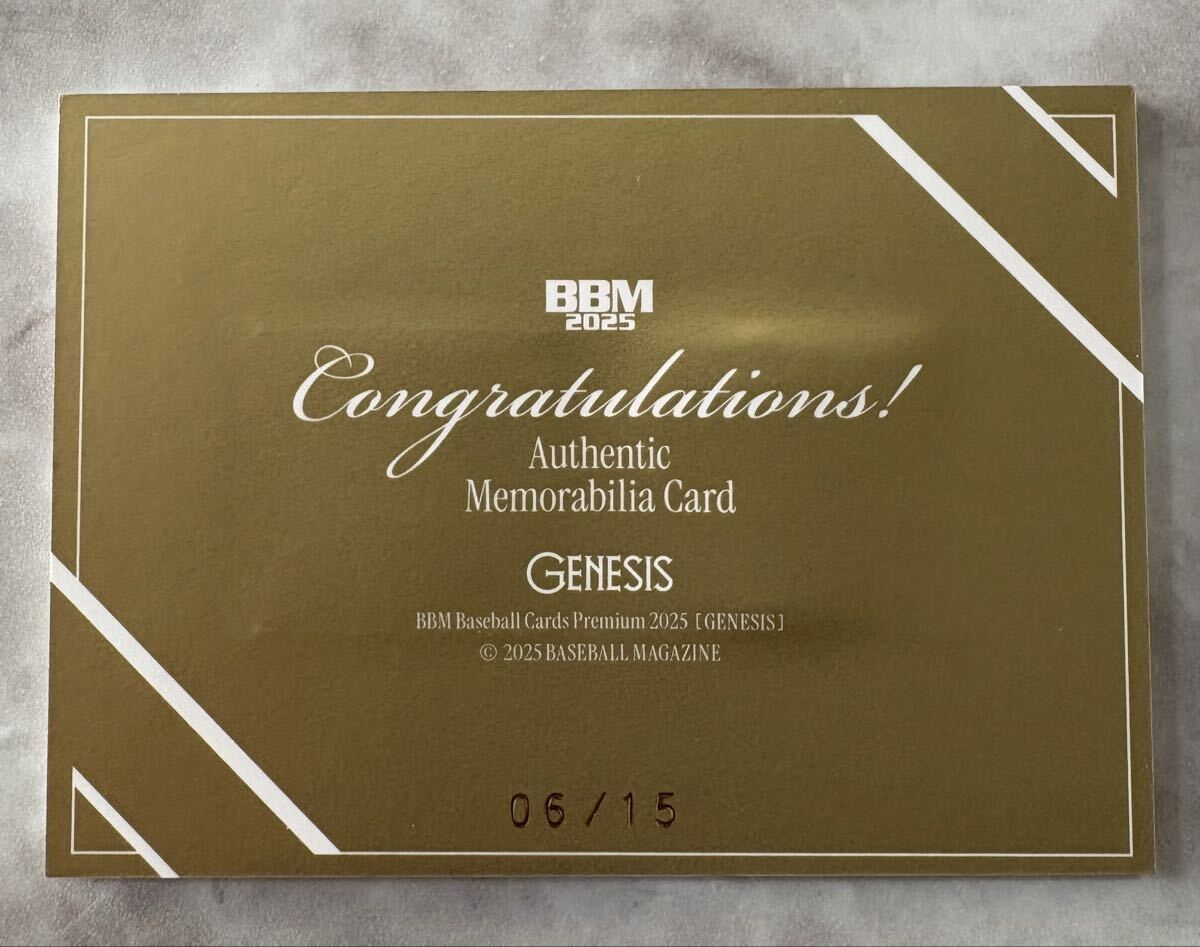 BBM
2025
Congratulations!
Authentic
Memorabilia Card
GENESIS
BBM Baseball Cards Premium 2025［GENESIS］
© 2025 BASEBALL MAGAZINE
06/15